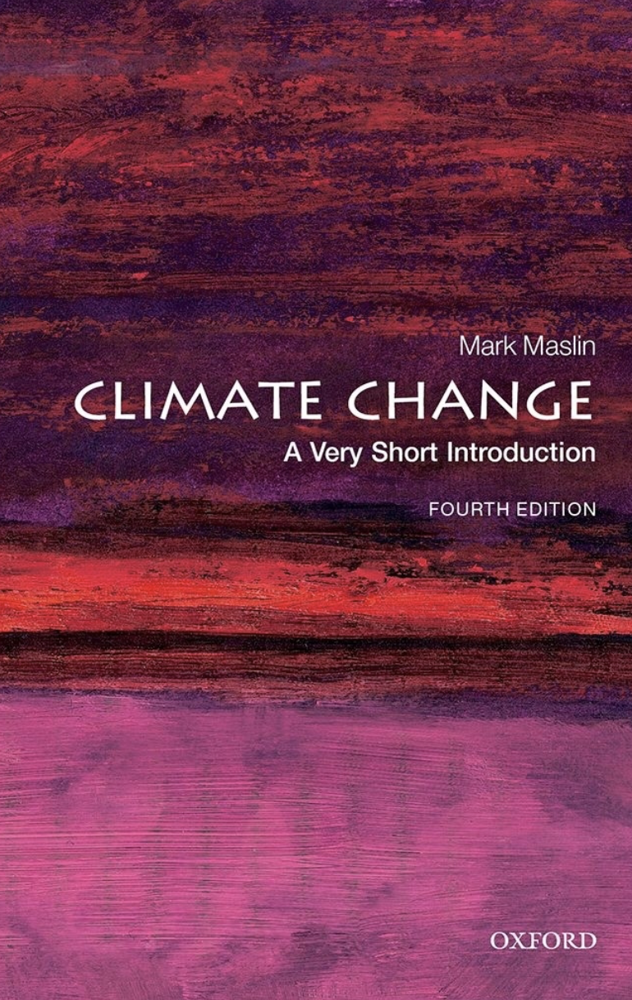 Mark Maslin
CLIMATE CHANGE
A Very Short Introduction
FOURTH EDITION
OXFORD